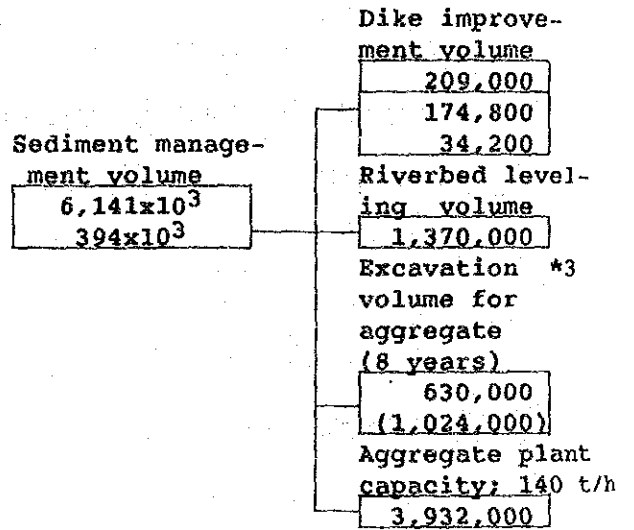 Dike improve-
ment volume
209,000
174,800
34,200
Sediment manage-
ment volume
6,141x10³
394x10³
Riverbed level-
ing volume
1,370,000
Excavation *3
volume for
aggregate
(8 years)
630,000
(1,024,000)
Aggregate plant
capacity; 140 t/h
3,932,000